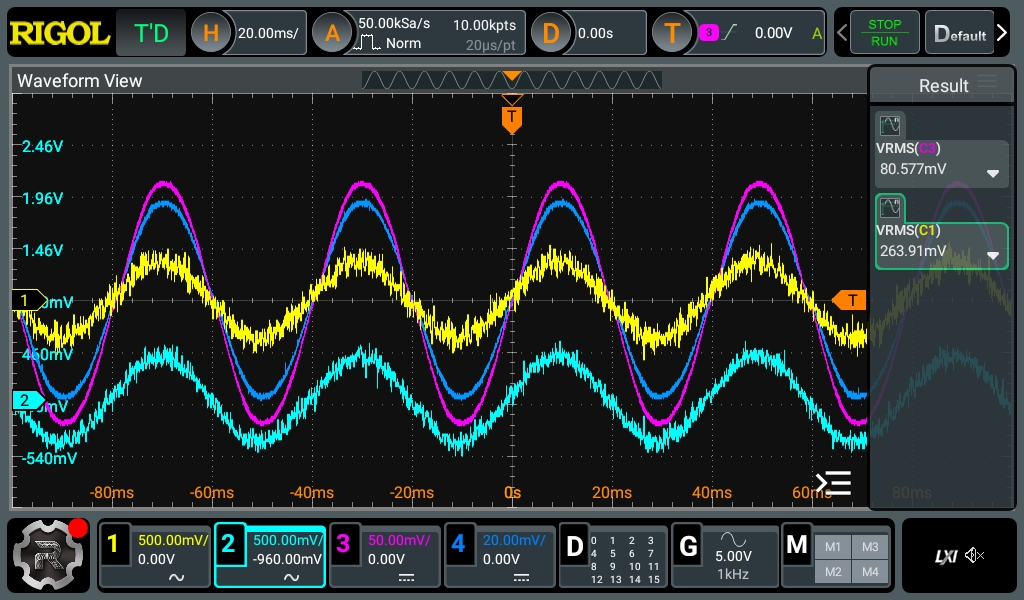 RIGOL T'D H 20.00ms/ A 50.00kSa/s 10.00kpts Norm 20µs/pt D 0.00s T 3 0.00V A STOP RUN Default
Waveform View
T
Result
VRMS(C3)
80.577mV
VRMS(C1)
263.91mV
2.46V
1.96V
1.46V
1
T
460mV
2
-540mV
-80ms -60ms -40ms -20ms 0s 20ms 40ms 60ms 80ms
1 500.00mV/ 0.00V
2 500.00mV/ -960.00mV
3 50.00mV/ 0.00V
4 20.00mV/ 0.00V
D 0 1 2 3
4 5 6 7
8 9 10 11
12 13 14 15
G 5.00V 1kHz
M M1 M3
M2 M4
LXI
R